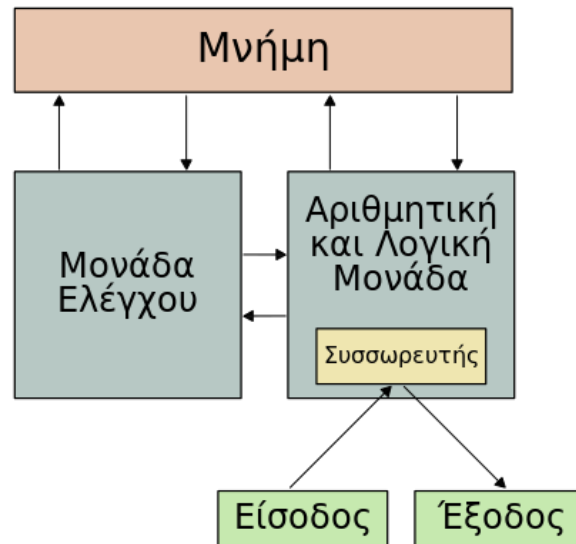 Μνήμη
Μονάδα
Ελέγχου
Αριθμητική
και Λογική
Μονάδα
Συσσωρευτής
Είσοδος
Έξοδος